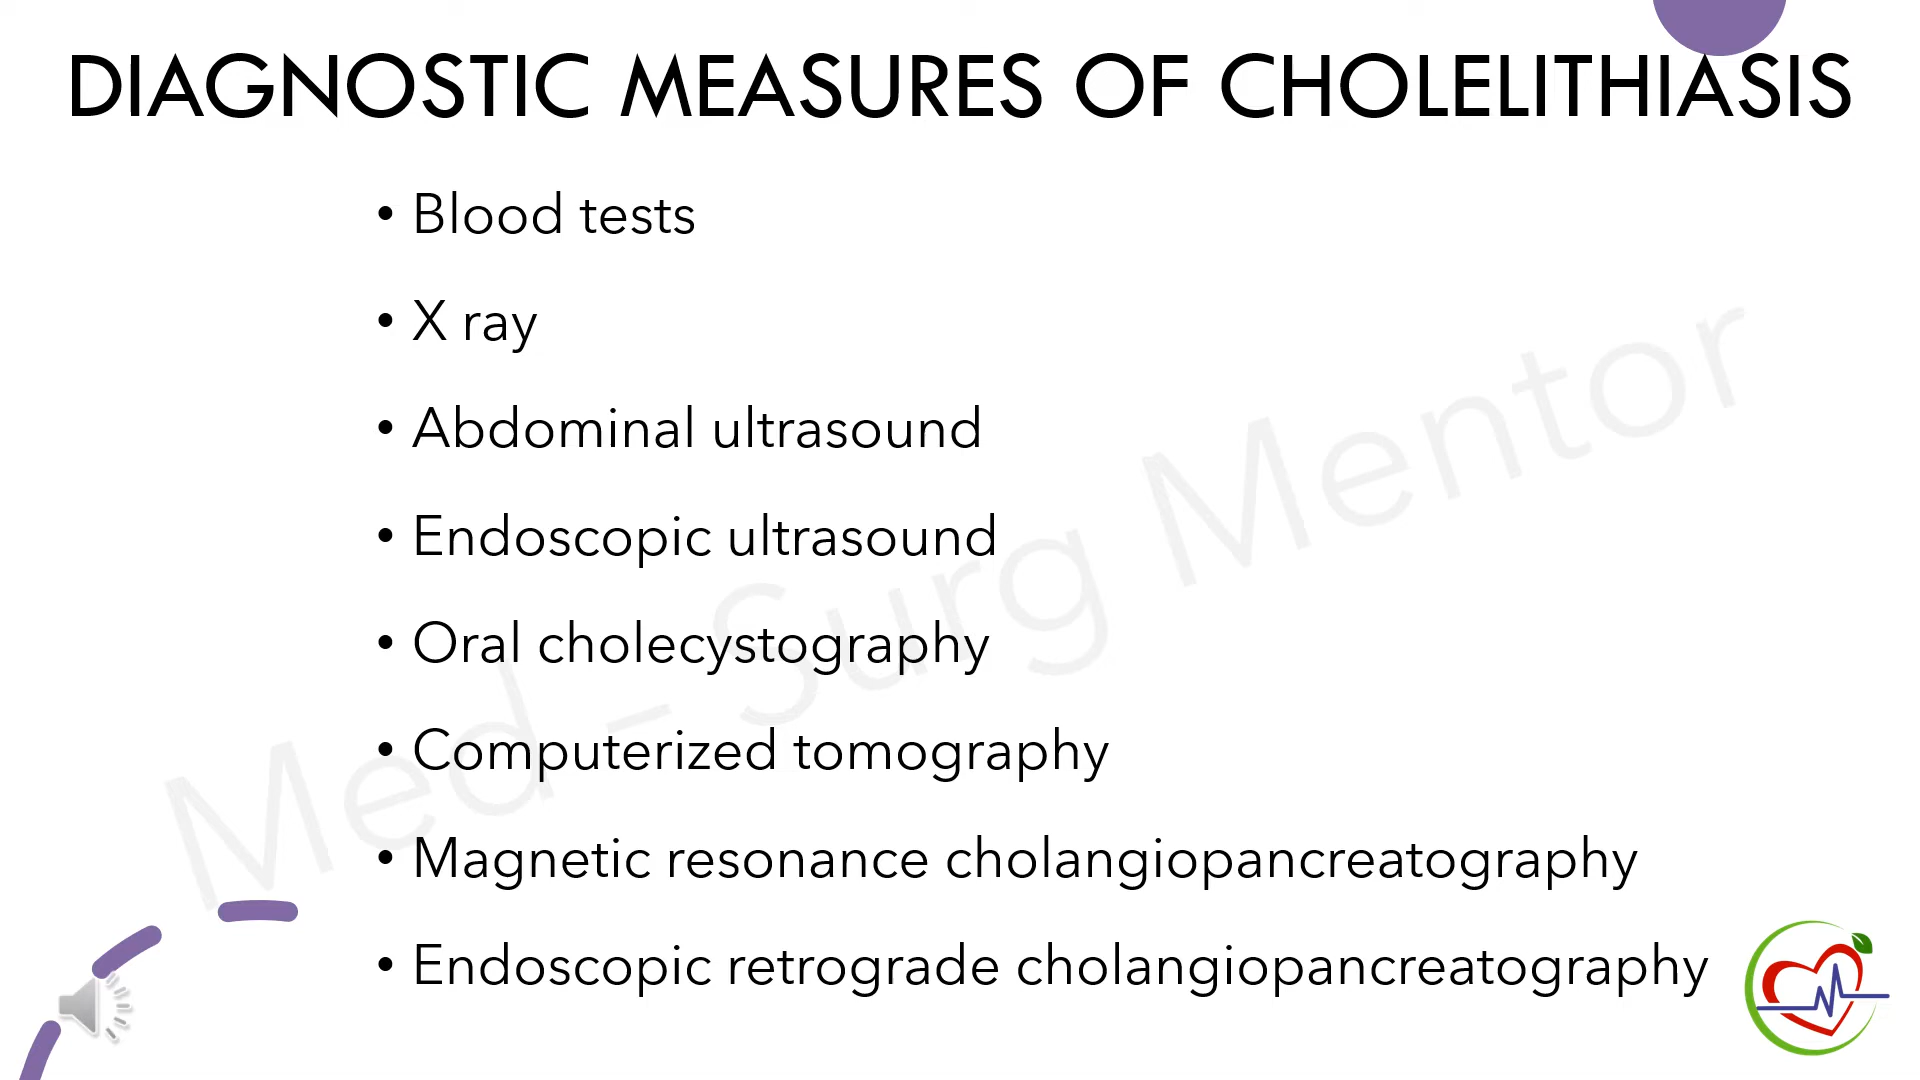 DIAGNOSTIC MEASURES OF CHOLELITHIASIS
• Blood tests
• X ray
• Abdominal ultrasound
• Endoscopic ultrasound
• Oral cholecystography
• Computerized tomography
• Magnetic resonance cholangiopancreatography
• Endoscopic retrograde cholangiopancreatography
Med - Surg Mentor